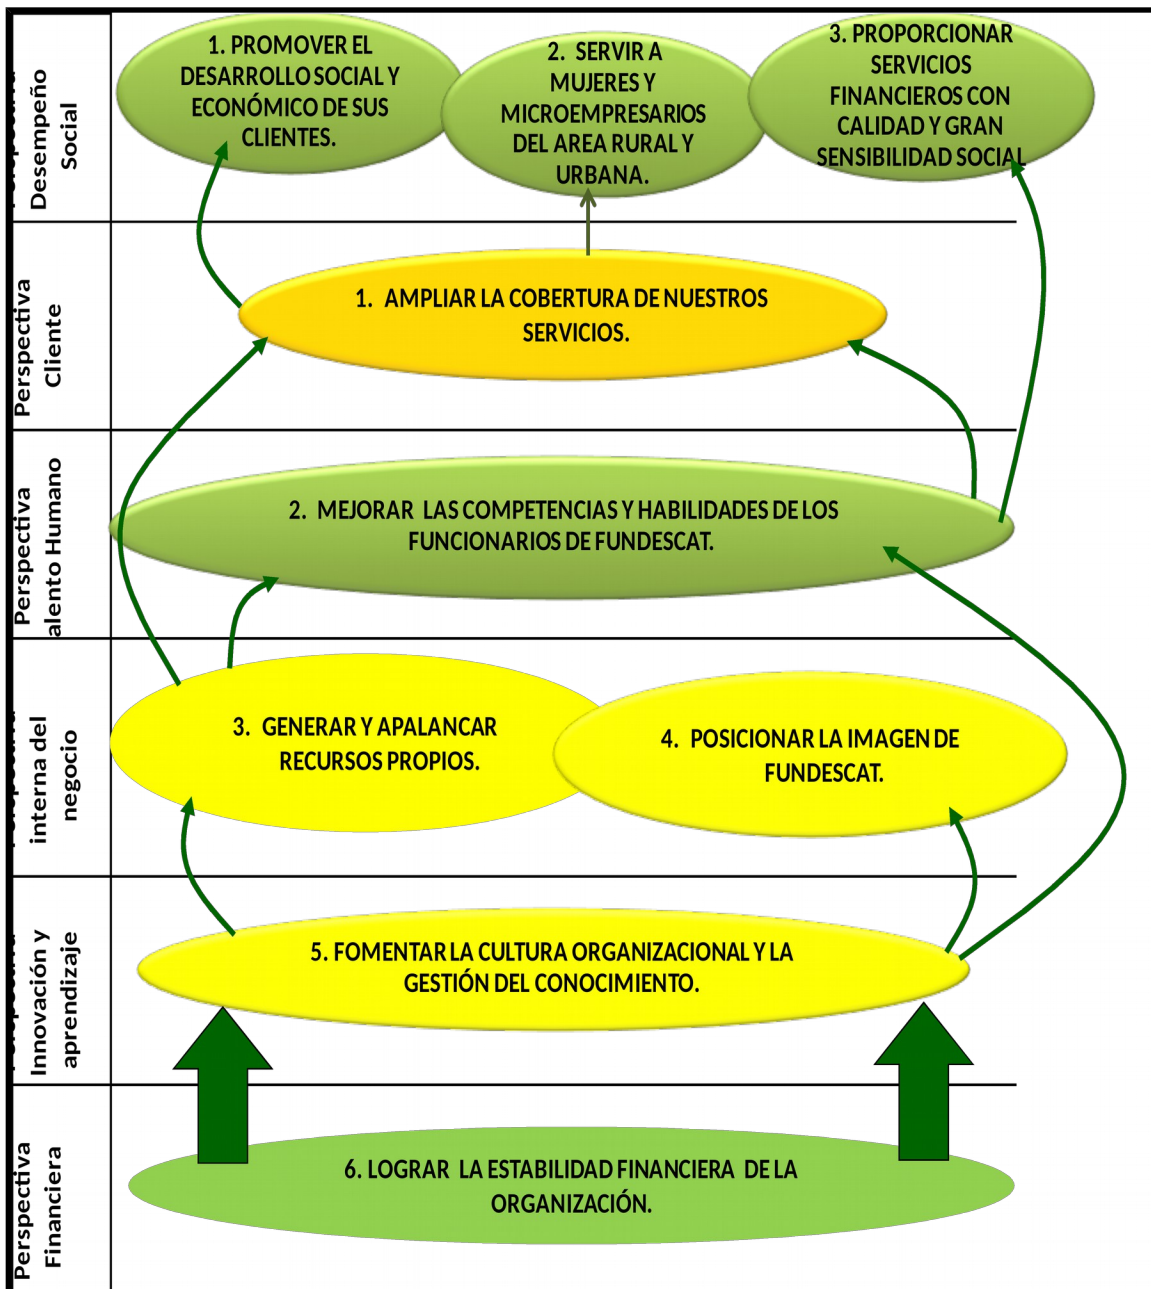 Desempeño
Social
1. PROMOVER EL
DESARROLLO SOCIAL Y
ECONÓMICO DE SUS
CLIENTES.
2. SERVIR A
MUJERES Y
MICROEMPRESARIOS
DEL AREA RURAL Y
URBANA.
3. PROPORCIONAR
SERVICIOS
FINANCIEROS CON
CALIDAD Y GRAN
SENSIBILIDAD SOCIAL
Perspectiva
Cliente
1. AMPLIAR LA COBERTURA DE NUESTROS
SERVICIOS.
Perspectiva
alento Humano
2. MEJORAR LAS COMPETENCIAS Y HABILIDADES DE LOS
FUNCIONARIOS DE FUNDESCAT.
interna del
negocio
3. GENERAR Y APALANCAR
RECURSOS PROPIOS.
4. POSICIONAR LA IMAGEN DE
FUNDESCAT.
Innovación y
aprendizaje
5. FOMENTAR LA CULTURA ORGANIZACIONAL Y LA
GESTIÓN DEL CONOCIMIENTO.
Perspectiva
Financiera
6. LOGRAR LA ESTABILIDAD FINANCIERA DE LA
ORGANIZACIÓN.